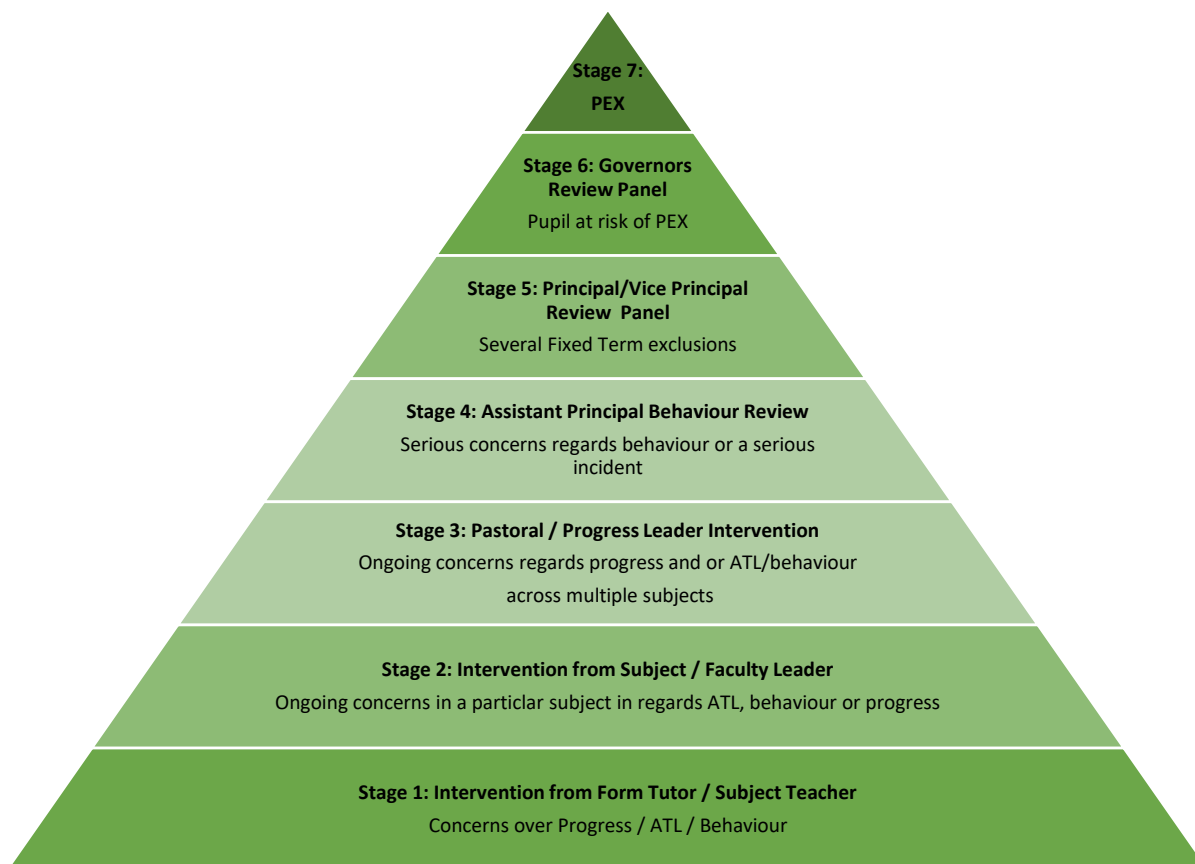 Stage 7:
PEX
Stage 6: Governors
Review Panel
Pupil at risk of PEX
Stage 5: Principal/Vice Principal
Review Panel
Several Fixed Term exclusions
Stage 4: Assistant Principal Behaviour Review
Serious concerns regards behaviour or a serious
incident
Stage 3: Pastoral / Progress Leader Intervention
Ongoing concerns regards progress and or ATL/behaviour
across multiple subjects
Stage 2: Intervention from Subject / Faculty Leader
Ongoing concerns in a particlar subject in regards ATL, behaviour or progress
Stage 1: Intervention from Form Tutor / Subject Teacher
Concerns over Progress / ATL / Behaviour